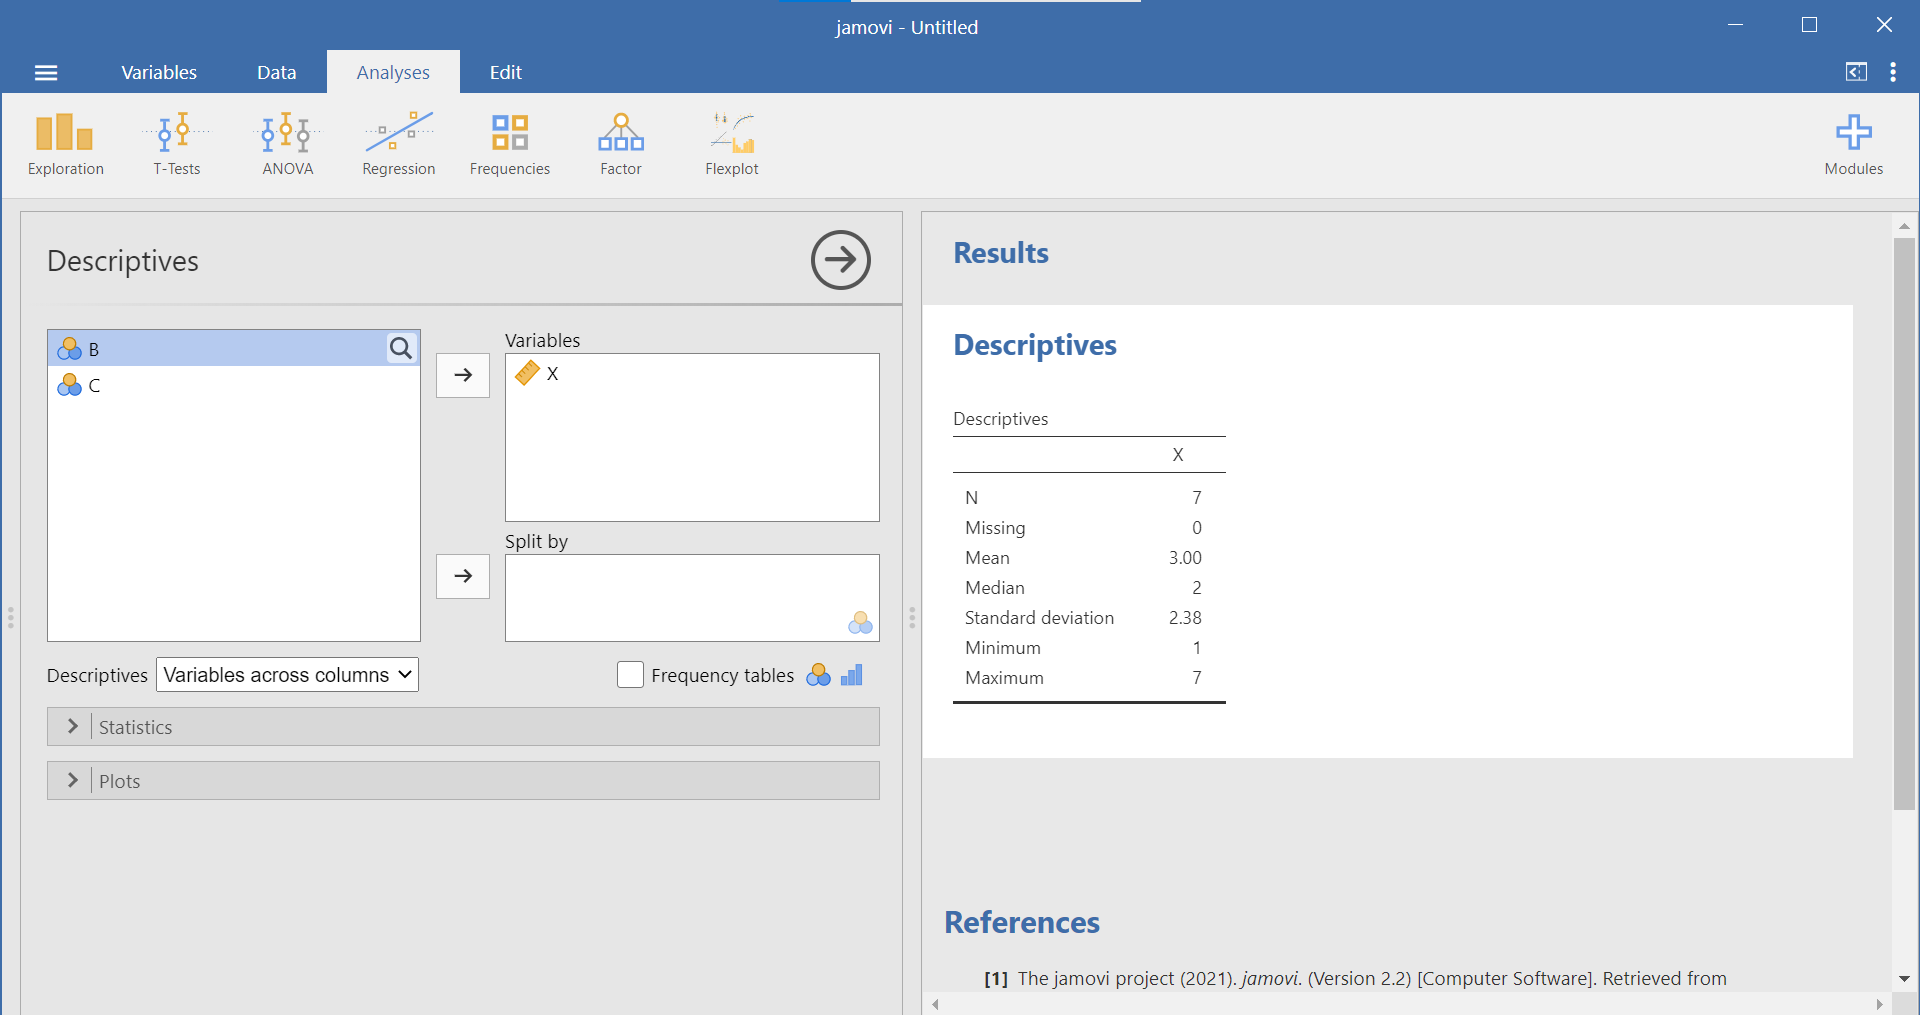 jamovi - Untitled
Variables Data Analyses Edit
Exploration T-Tests ANOVA Regression Frequencies Factor Flexplot Modules
Descriptives
B
C
Variables
X
Split by
Descriptives Variables across columns Frequency tables
Statistics
Plots
Results
Descriptives
Descriptives
X
N 7
Missing 0
Mean 3.00
Median 2
Standard deviation 2.38
Minimum 1
Maximum 7
References
[1] The jamovi project (2021). jamovi. (Version 2.2) [Computer Software]. Retrieved from